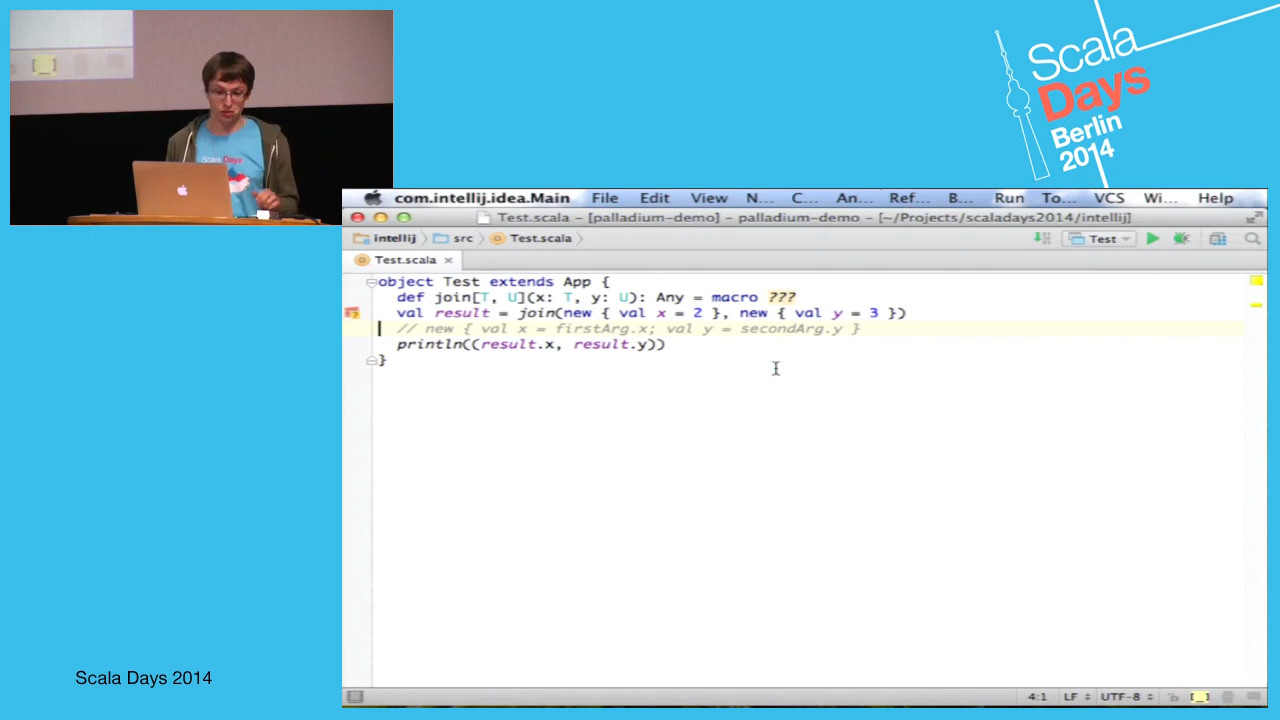 Scala
Days
Berlin
2014
Scala Days
com.intellij.idea.Main File Edit View N... C... An... Ref... B... Run To... VCS Wi... Help
Test.scala – [palladium-demo] – palladium-demo – [~/Projects/scaladays2014/intellij]
intellij src Test.scala Test
Test.scala
object Test extends App {
def join[T, U](x: T, y: U): Any = macro ???
val result = join(new { val x = 2 }, new { val y = 3 })
// new { val x = firstArg.x; val y = secondArg.y }
println((result.x, result.y))
}
Scala Days 2014
4:1 LF UTF-8